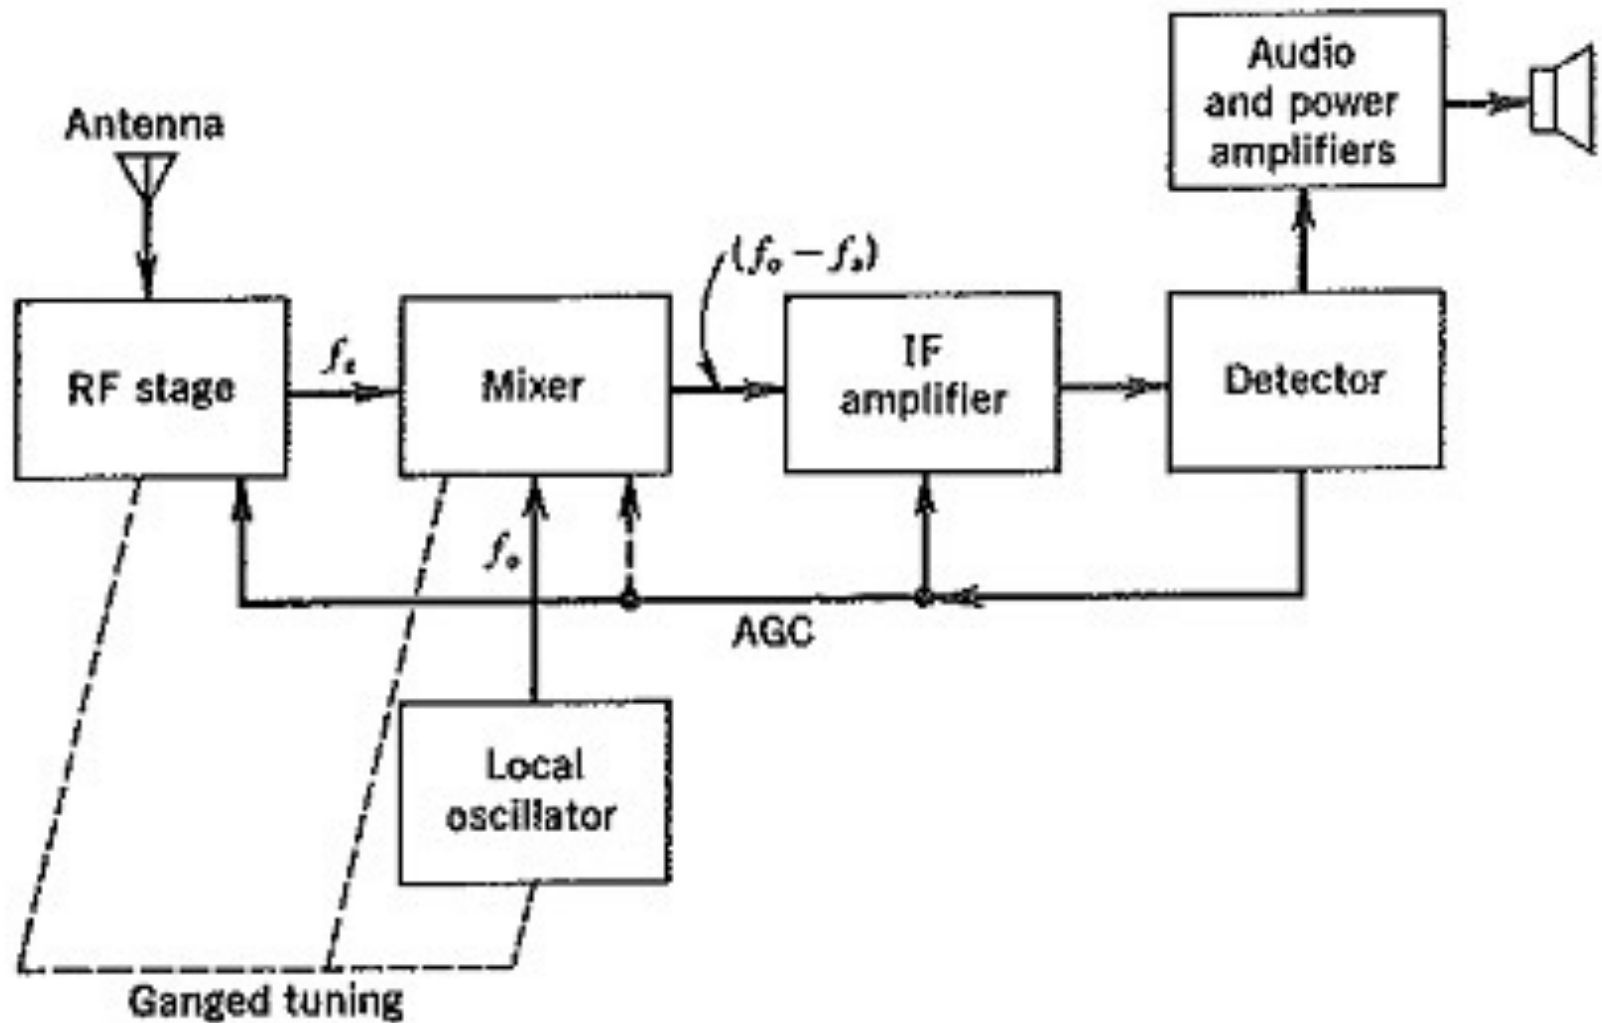 Audio
and power
amplifiers
Antenna
(fₒ − fₛ)
RF stage
fₛ
Mixer
IF
amplifier
Detector
fₒ
AGC
Local
oscillator
Ganged tuning